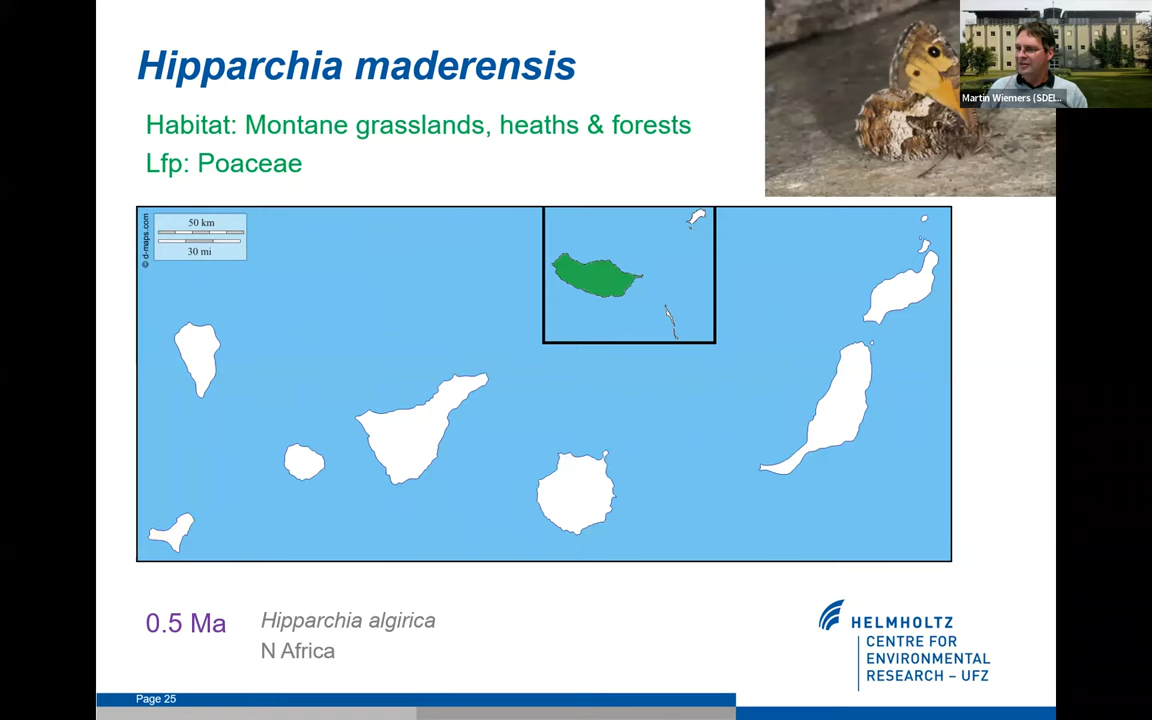 Hipparchia maderensis
Martin Wiemers (SDEI...
Habitat: Montane grasslands, heaths & forests
Lfp: Poaceae
© d-maps.com
50 km
30 mi
0.5 Ma
Hipparchia algirica
N Africa
HELMHOLTZ
CENTRE FOR
ENVIRONMENTAL
RESEARCH – UFZ
Page 25